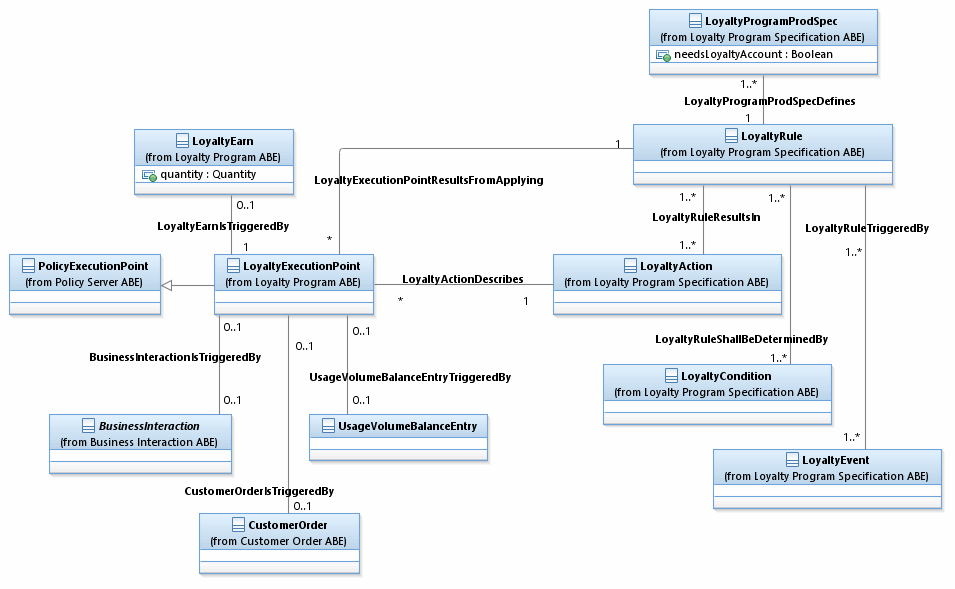 LoyaltyProgramProdSpec
(from Loyalty Program Specification ABE)
needsLoyaltyAccount : Boolean
1..*
LoyaltyProgramProdSpecDefines
1
LoyaltyRule
(from Loyalty Program Specification ABE)
LoyaltyEarn
(from Loyalty Program ABE)
quantity : Quantity
1
LoyaltyExecutionPointResultsFromApplying
*
0..1
LoyaltyEarnIsTriggeredBy
1
1..*
LoyaltyRuleResultsIn
1..*
1..*
LoyaltyRuleTriggeredBy
1..*
PolicyExecutionPoint
(from Policy Server ABE)
LoyaltyExecutionPoint
(from Loyalty Program ABE)
LoyaltyActionDescribes
*
1
LoyaltyAction
(from Loyalty Program Specification ABE)
0..1
0..1
0..1
BusinessInteractionIsTriggeredBy
UsageVolumeBalanceEntryTriggeredBy
0..1
0..1
LoyaltyRuleShallBeDeterminedBy
1..*
LoyaltyCondition
(from Loyalty Program Specification ABE)
BusinessInteraction
(from Business Interaction ABE)
UsageVolumeBalanceEntry
1..*
LoyaltyEvent
(from Loyalty Program Specification ABE)
CustomerOrderIsTriggeredBy
0..1
CustomerOrder
(from Customer Order ABE)